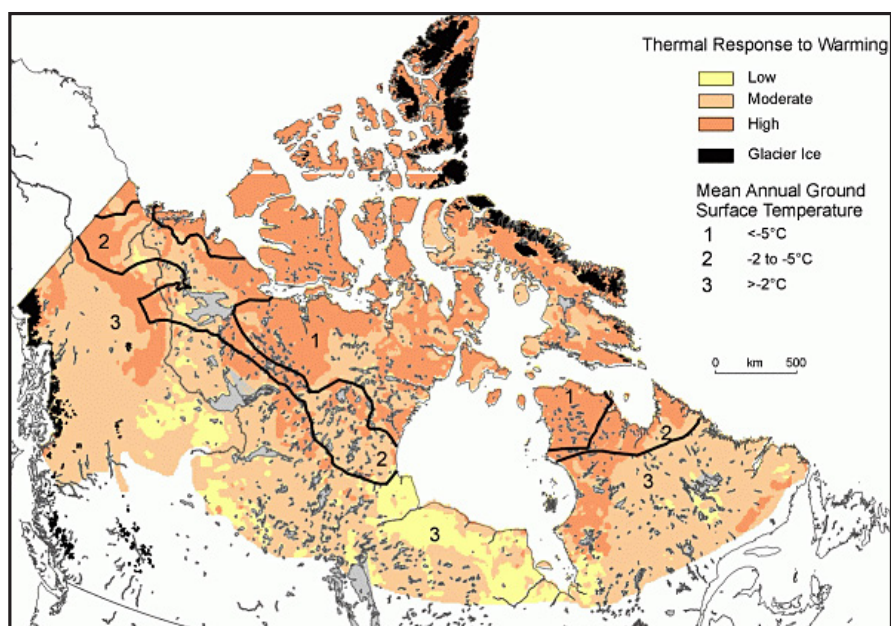 Thermal Response to Warming
Low
Moderate
High
Glacier Ice
Mean Annual Ground
Surface Temperature
1 <-5°C
2 -2 to -5°C
3 >-2°C
0 km 500
2
3
1
2
1
2
3
3